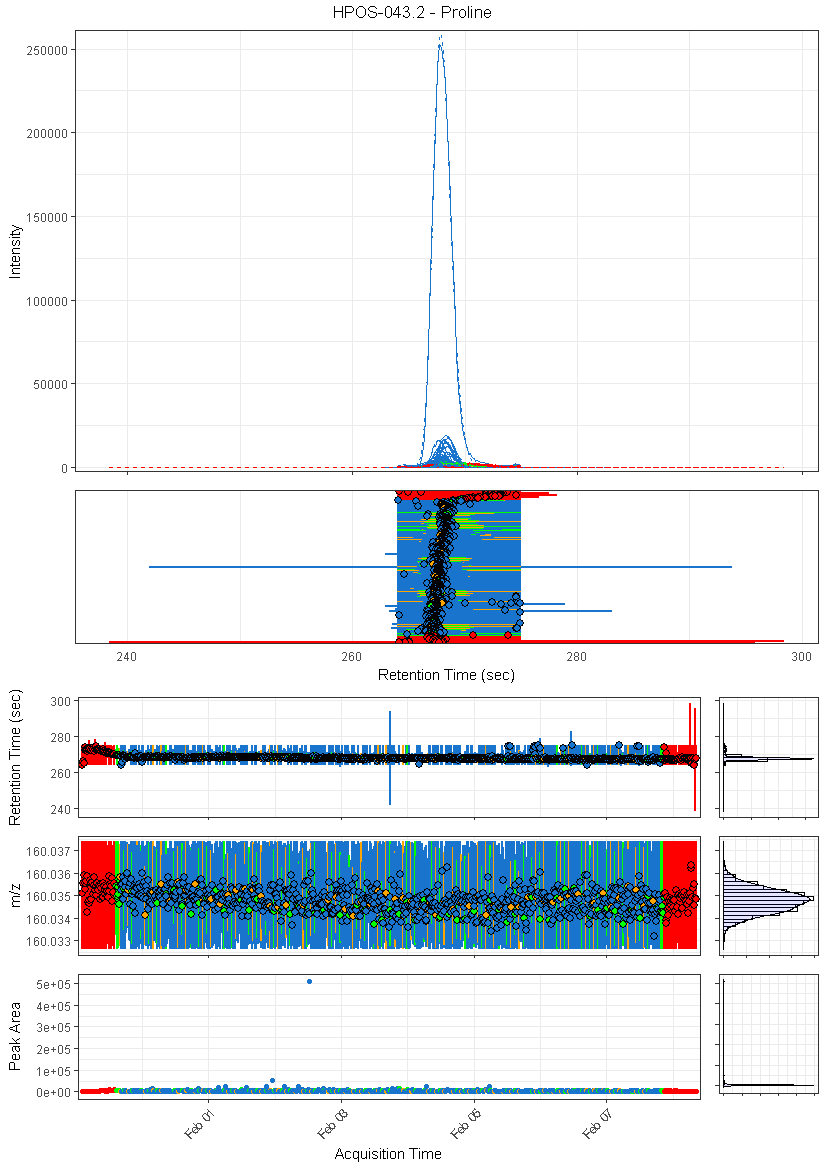 HPOS-043.2 - Proline
Intensity
250000
200000
150000
100000
50000
0
240
260
280
300
Retention Time (sec)
Retention Time (sec)
300
280
260
240
m/z
160.037
160.036
160.035
160.034
160.033
Peak Area
5e+05
4e+05
3e+05
2e+05
1e+05
0e+00
Feb 01
Feb 03
Feb 05
Feb 07
Acquisition Time